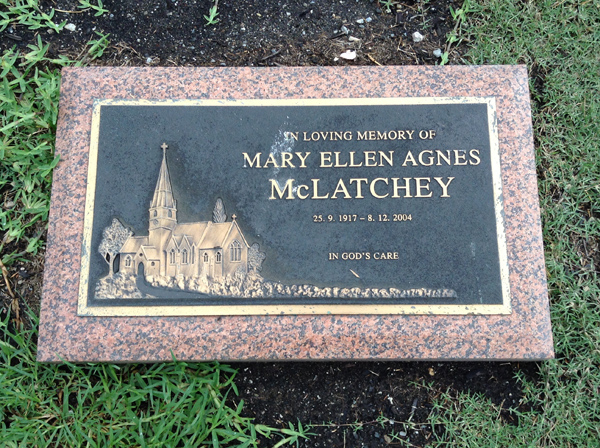 IN LOVING MEMORY OF
MARY ELLEN AGNES
McLATCHEY
25. 9. 1917 – 8. 12. 2004
IN GOD'S CARE